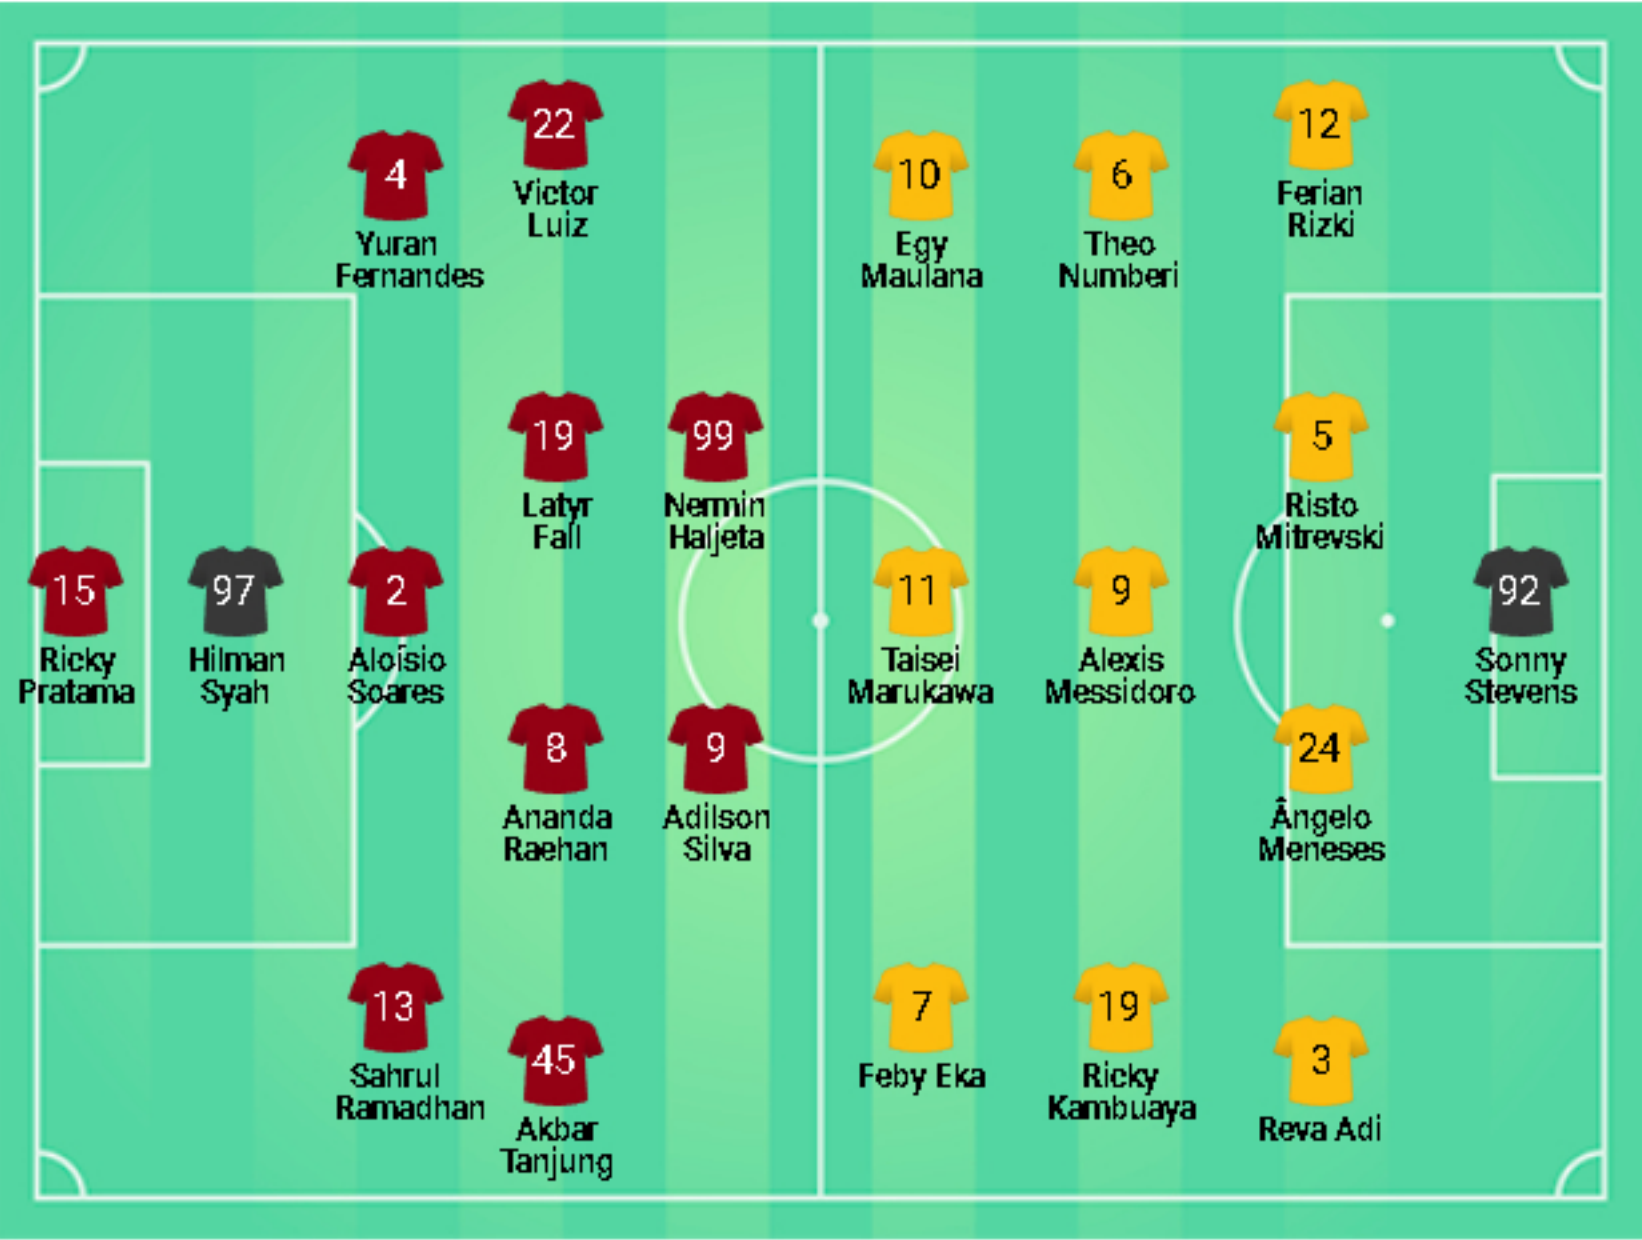 22
Victor
Luiz
4
Yuran
Fernandes
19
Latyr
Fall
99
Nermin
Haljeta
15
Ricky
Pratama
97
Hilman
Syah
2
Aloísio
Soares
8
Ananda
Raehan
9
Adilson
Silva
13
Sahrul
Ramadhan
45
Akbar
Tanjung
10
Egy
Maulana
6
Theo
Numberi
12
Ferian
Rizki
5
Risto
Mitrevski
11
Taisei
Marukawa
9
Alexis
Messidoro
92
Sonny
Stevens
24
Ângelo
Meneses
7
Feby Eka
19
Ricky
Kambuaya
3
Reva Adi